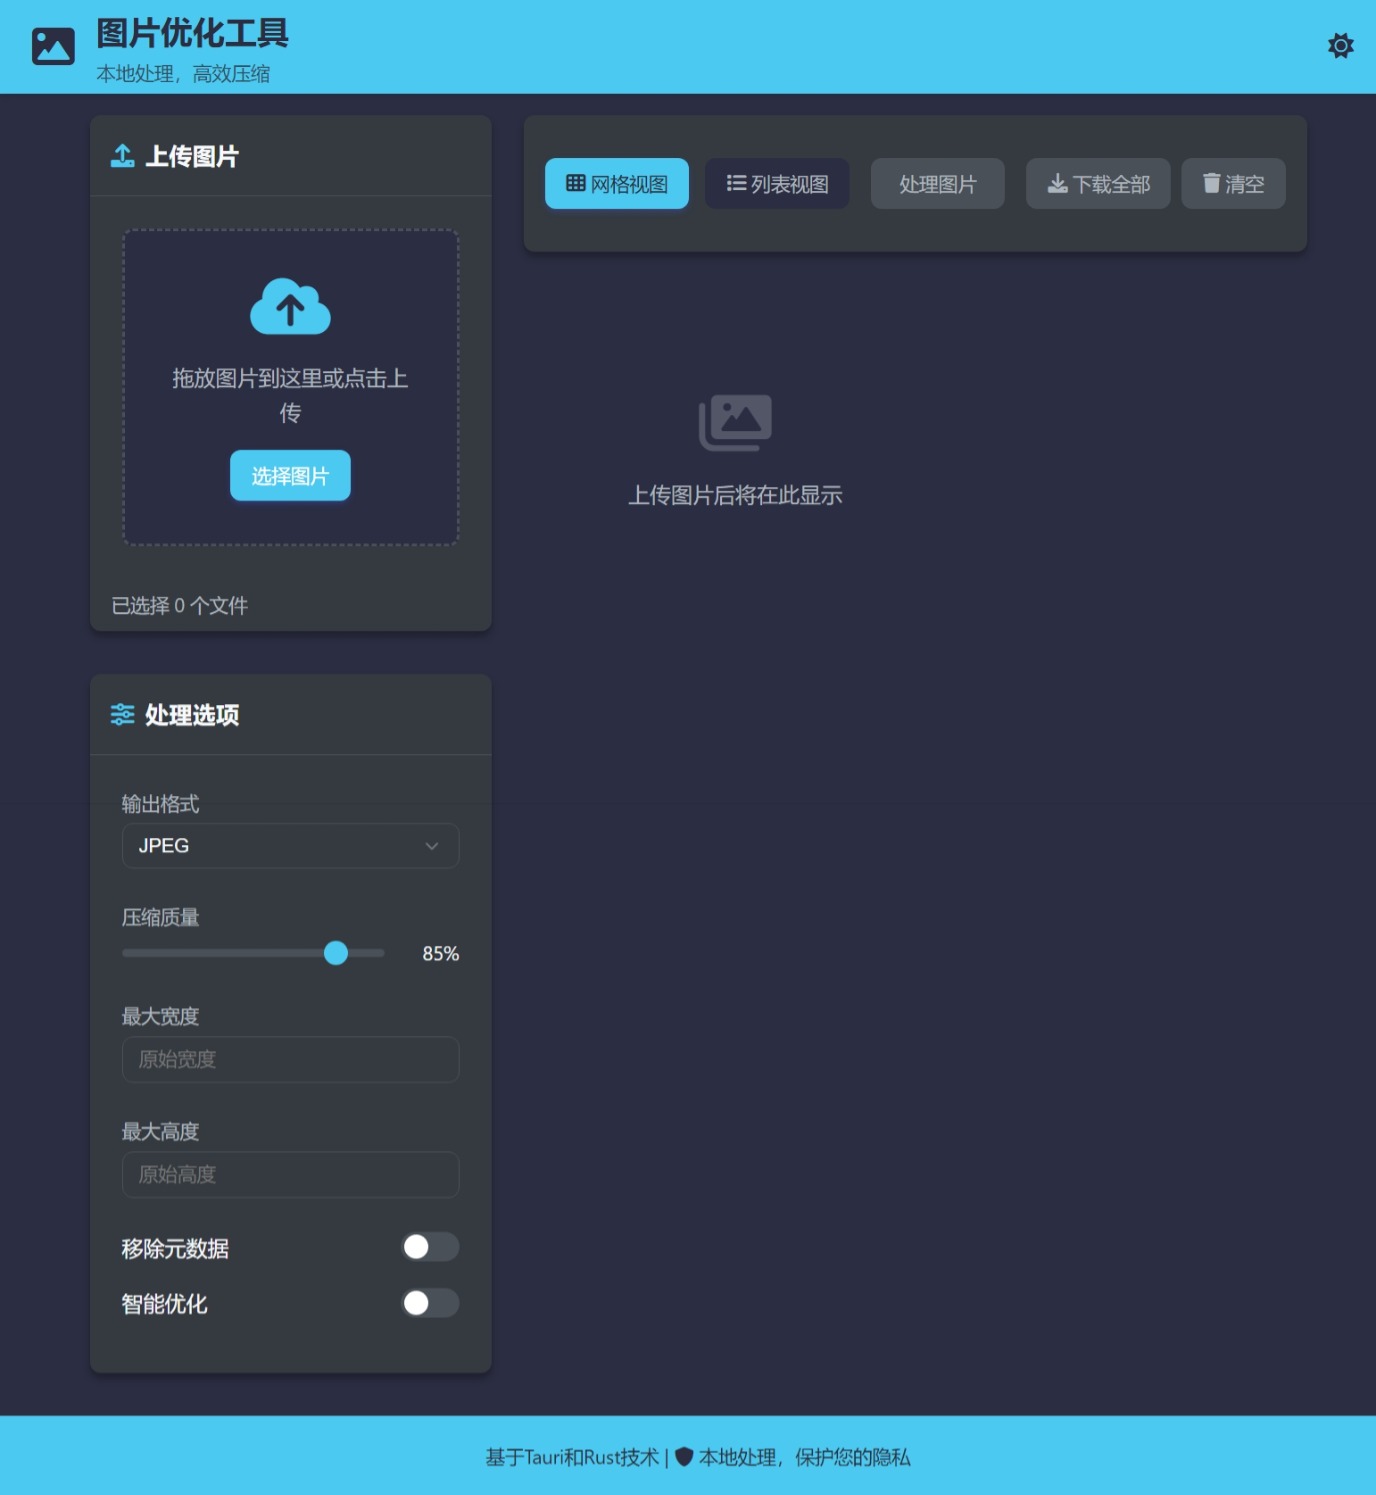 图片优化工具
本地处理，高效压缩
上传图片
拖放图片到这里或点击上
传
选择图片
已选择 0 个文件
网格视图
列表视图
处理图片
下载全部
清空
上传图片后将在此显示
处理选项
输出格式
JPEG
压缩质量
85%
最大宽度
原始宽度
最大高度
原始高度
移除元数据
智能优化
基于Tauri和Rust技术 | 本地处理，保护您的隐私